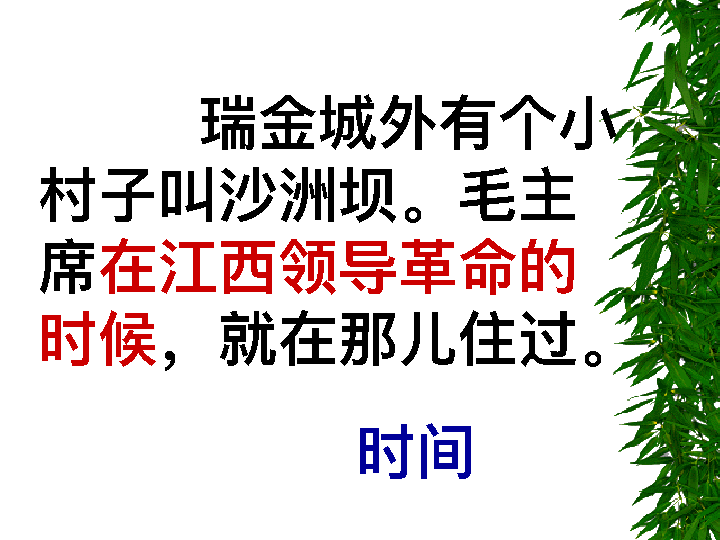 瑞金城外有个小
村子叫沙洲坝。毛主
席在江西领导革命的
时候，就在那儿住过。
时间